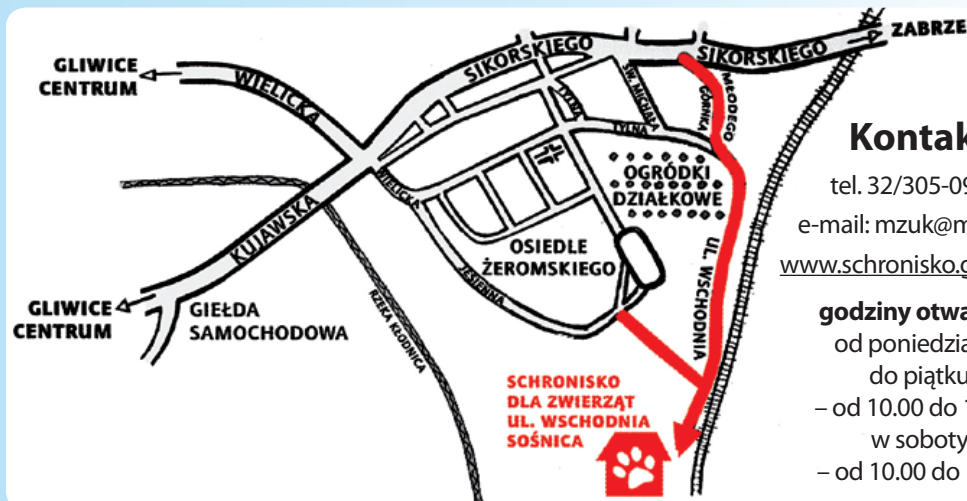 ZABRZE
SIKORSKIEGO
SIKORSKIEGO
GLIWICE
CENTRUM
WIELICKA
ŚW. MICHAŁA
MŁODEGO
GÓRNIKA
TYLNA
TYLNA
OGRÓDKI
DZIAŁKOWE
WIELICKA
KUJAWSKA
OSIEDLE
ŻEROMSKIEGO
JESIENNA
UL. WSCHODNIA
RZEKA KŁODNICA
GLIWICE
CENTRUM
GIEŁDA
SAMOCHODOWA
SCHRONISKO
DLA ZWIERZĄT
UL. WSCHODNIA
SOŚNICA
Kontak
tel. 32/305-09
e-mail: mzuk@m
www.schronisko.g
godziny otwa
od poniedzia
do piątku
– od 10.00 do 1
w soboty
– od 10.00 do